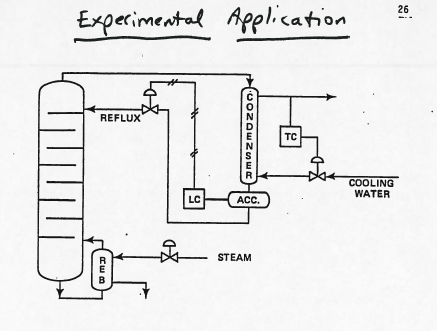 Experimental Application
26
CONDENSER
REFLUX
TC
COOLING
WATER
LC
ACC.
REB
STEAM